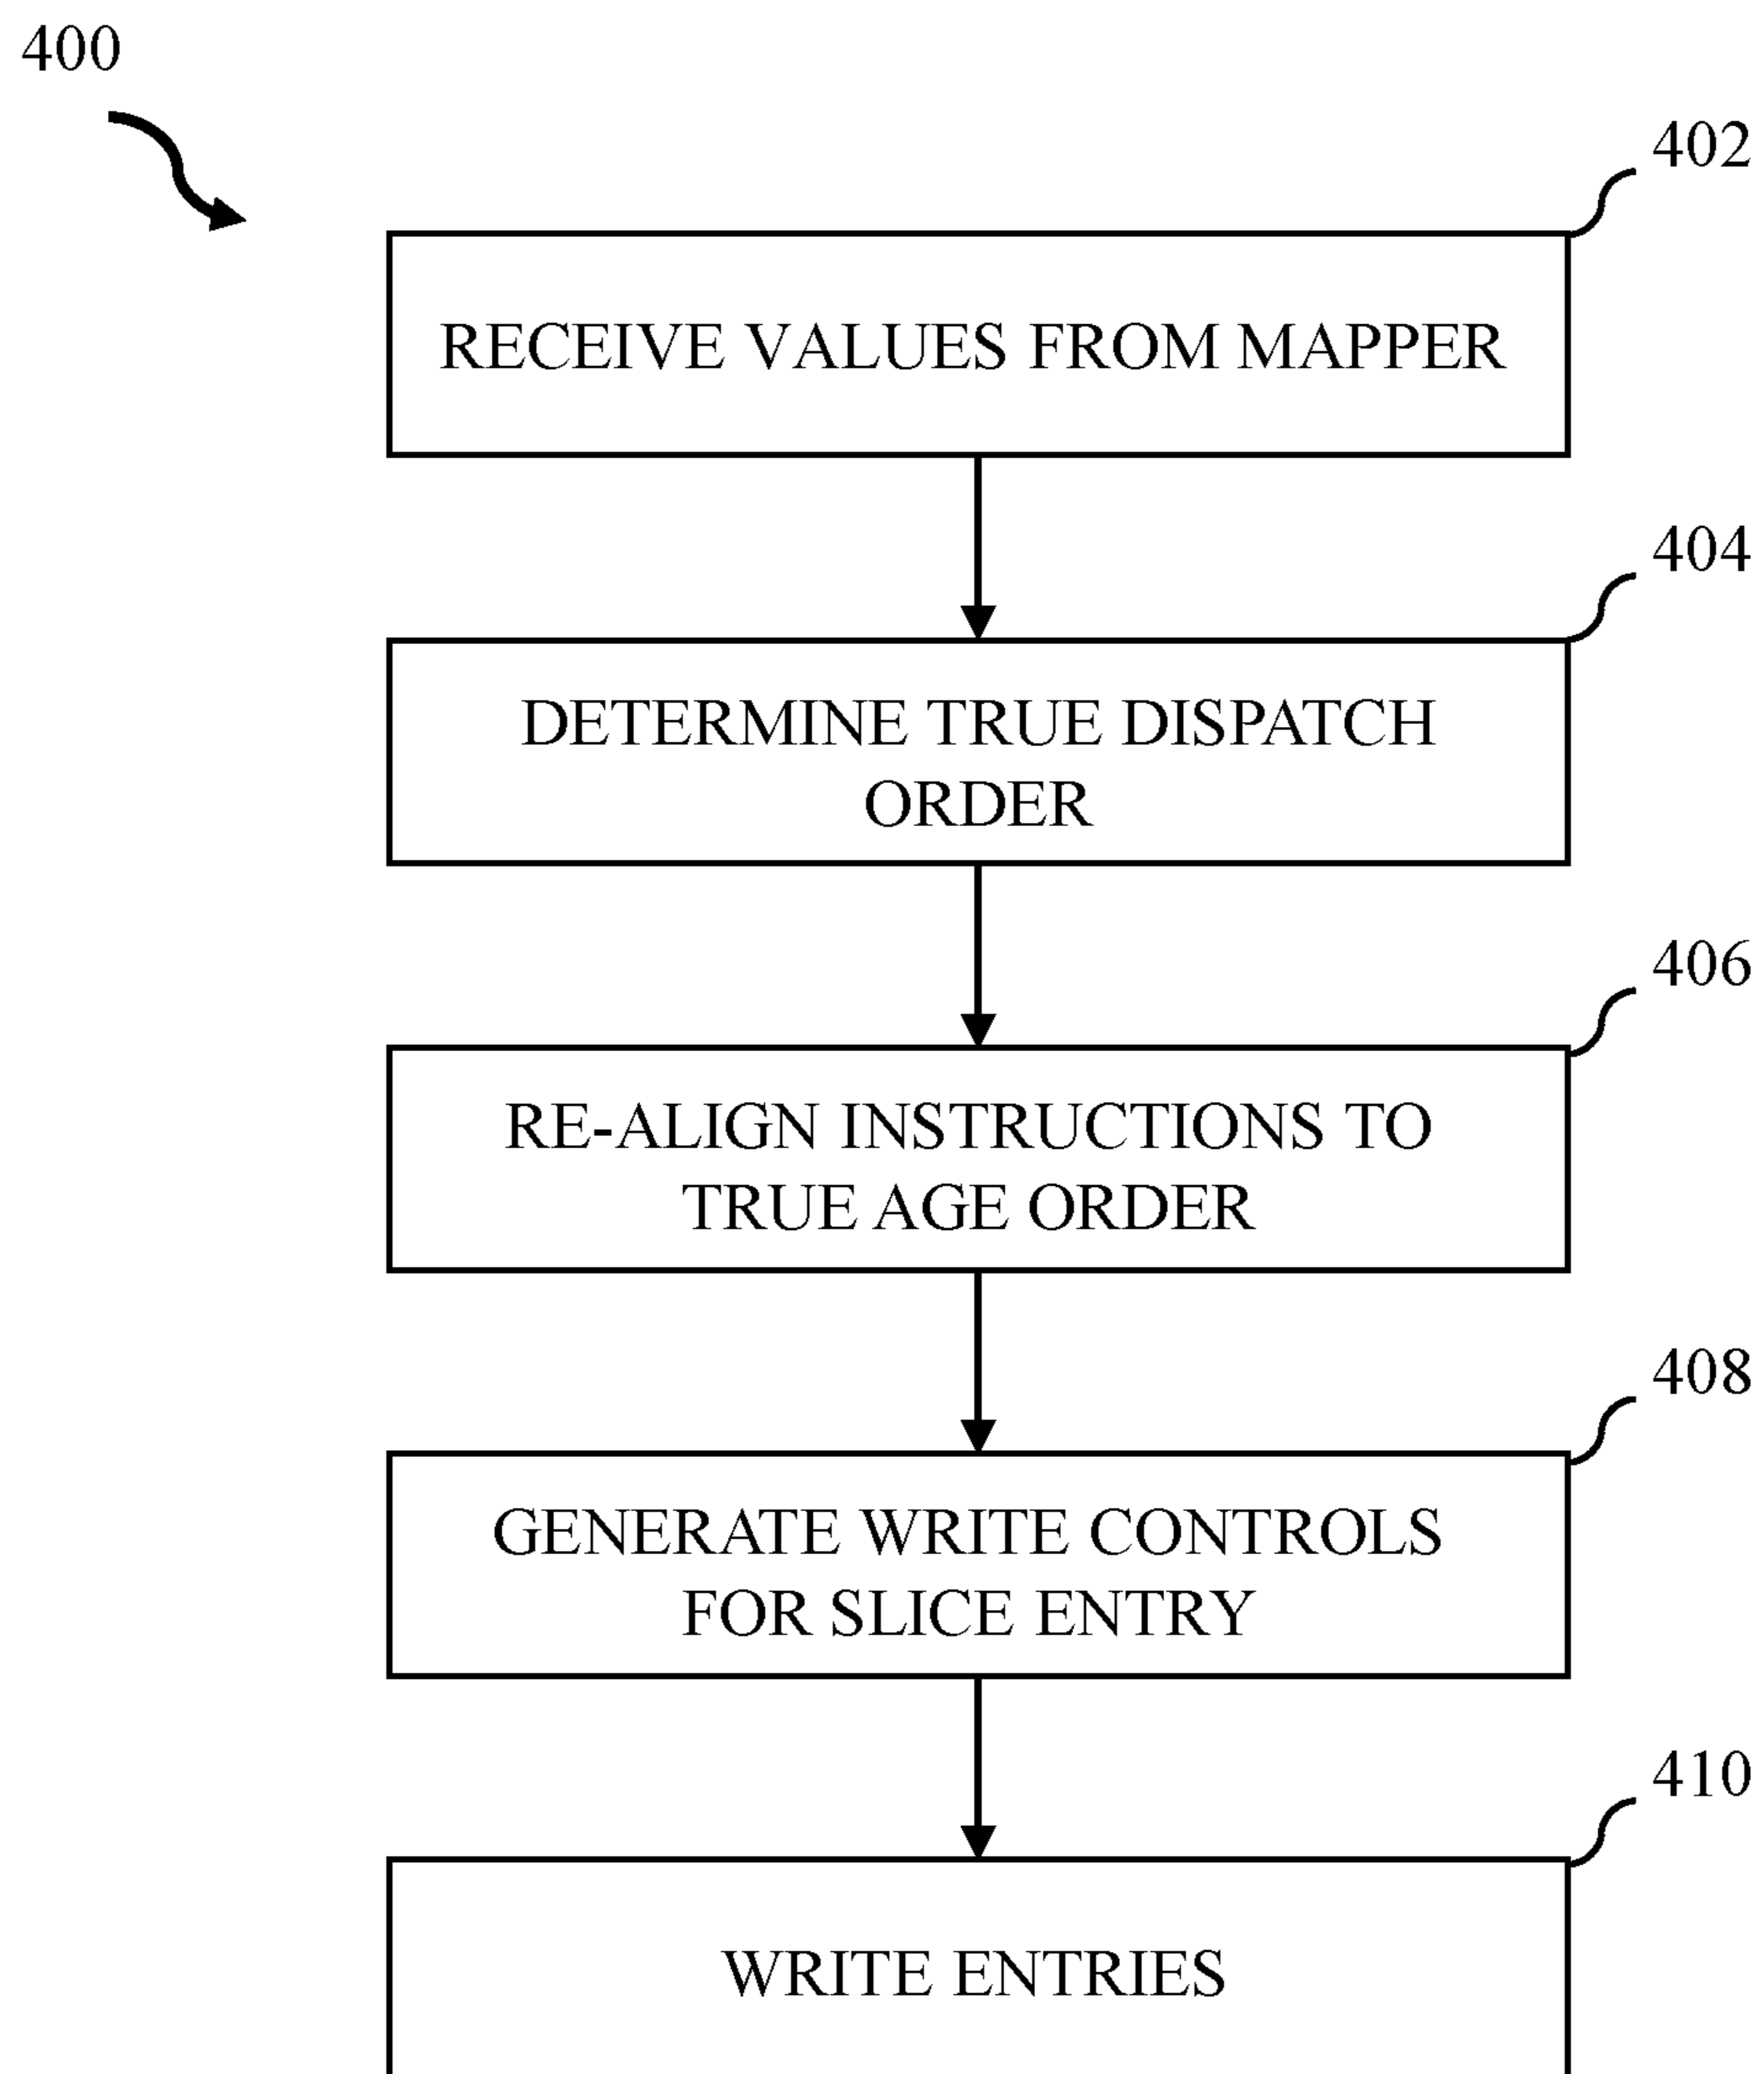 400
402
RECEIVE VALUES FROM MAPPER
404
DETERMINE TRUE DISPATCH
ORDER
406
RE-ALIGN INSTRUCTIONS TO
TRUE AGE ORDER
408
GENERATE WRITE CONTROLS
FOR SLICE ENTRY
410
WRITE ENTRIES